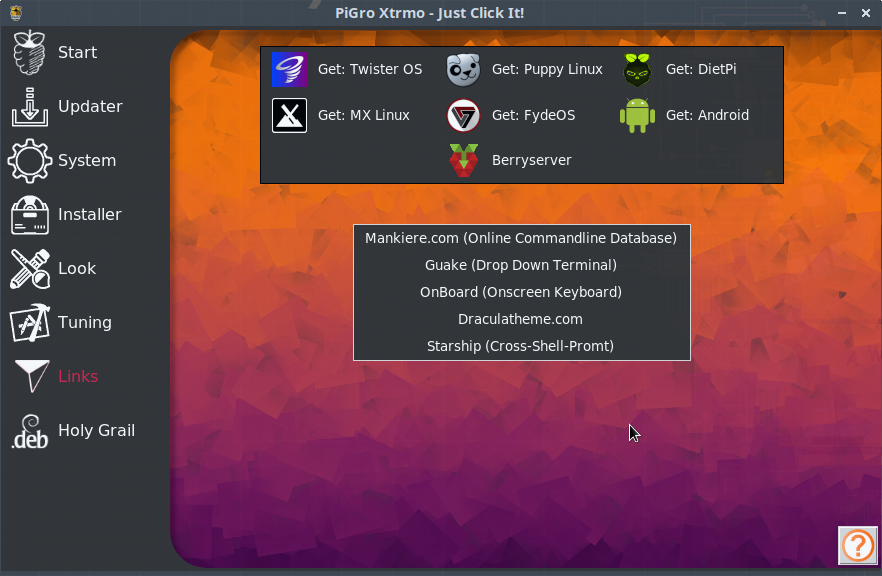 PiGro Xtrmo - Just Click It!
Start
Updater
System
Installer
Look
Tuning
Links
.deb Holy Grail
Get: Twister OS
Get: Puppy Linux
Get: DietPi
Get: MX Linux
Get: FydeOS
Get: Android
Berryserver
Mankiere.com (Online Commandline Database)
Guake (Drop Down Terminal)
OnBoard (Onscreen Keyboard)
Draculatheme.com
Starship (Cross-Shell-Promt)
?